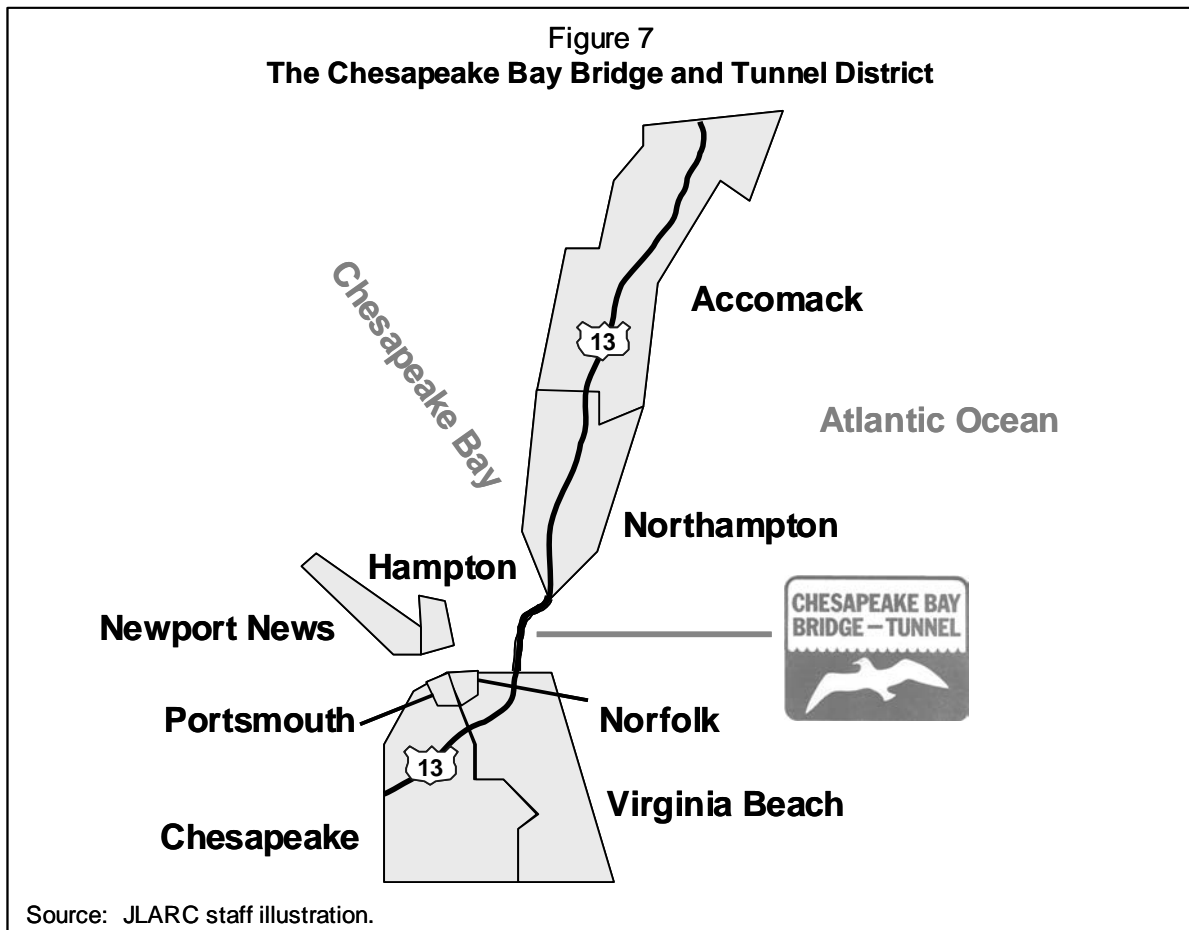 Figure 7
The Chesapeake Bay Bridge and Tunnel District
Chesapeake Bay
Accomack
13
Atlantic Ocean
Northampton
Hampton
Newport News
CHESAPEAKE BAY
BRIDGE — TUNNEL
Portsmouth
Norfolk
13
Virginia Beach
Chesapeake
Source: JLARC staff illustration.